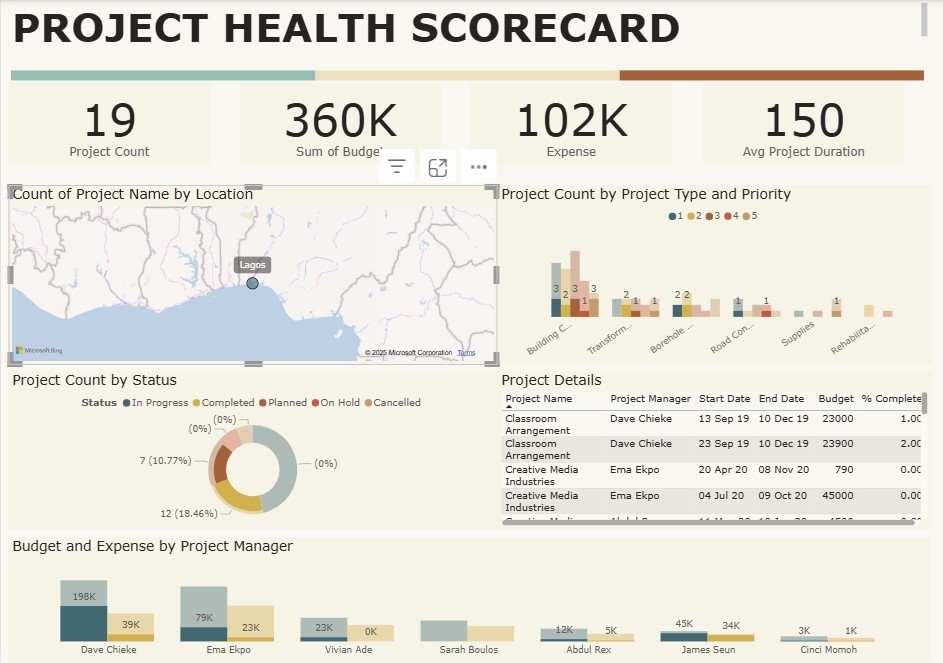 PROJECT HEALTH SCORECARD
19
Project Count
360K
Sum of Budget
102K
Expense
150
Avg Project Duration
Count of Project Name by Location
Lagos
Microsoft Bing
© 2025 Microsoft Corporation Terms
Project Count by Project Type and Priority
1 2 3 4 5
3 2 3 1 3
2 1 1
2 2
1 1
1
Building C...
Transform...
Borehole ...
Road Con...
Supplies
Rehabilita...
Project Count by Status
Status In Progress Completed Planned On Hold Cancelled
(0%)
(0%)
7 (10.77%)
(0%)
12 (18.46%)
Project Details
Project Name Project Manager Start Date End Date Budget % Complete
Classroom Arrangement Dave Chieke 13 Sep 19 10 Dec 19 23000 1.00
Classroom Arrangement Dave Chieke 23 Sep 19 10 Dec 19 23900 2.00
Creative Media Industries Ema Ekpo 20 Apr 20 08 Nov 20 790 0.00
Creative Media Industries Ema Ekpo 04 Jul 20 09 Oct 20 45000 0.00
Budget and Expense by Project Manager
198K 39K
79K 23K
23K 0K
12K 5K
45K 34K
3K 1K
Dave Chieke
Ema Ekpo
Vivian Ade
Sarah Boulos
Abdul Rex
James Seun
Cinci Momoh